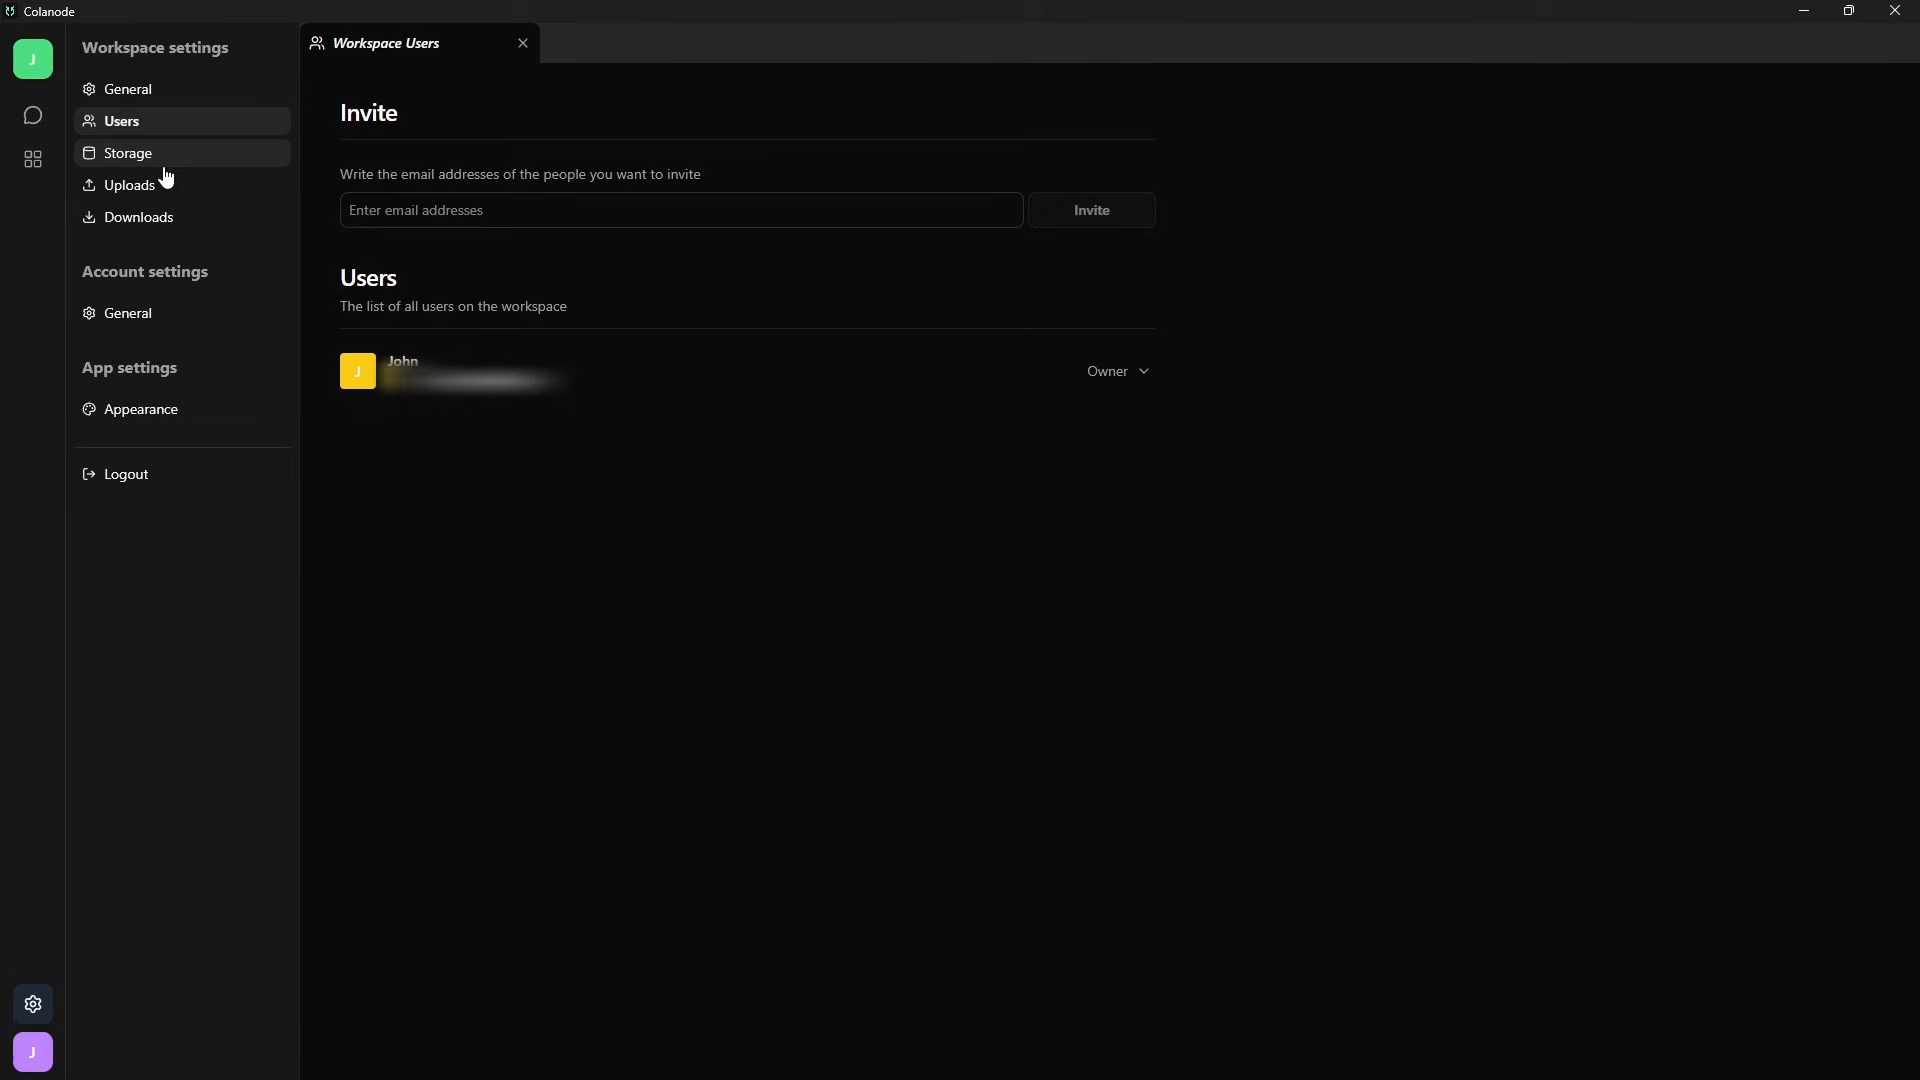 Colanode
J
Workspace settings
General
Users
Storage
Uploads
Downloads
Account settings
General
App settings
Appearance
Logout
J
Workspace Users
Invite
Write the email addresses of the people you want to invite
Enter email addresses
Invite
Users
The list of all users on the workspace
J
John
Owner